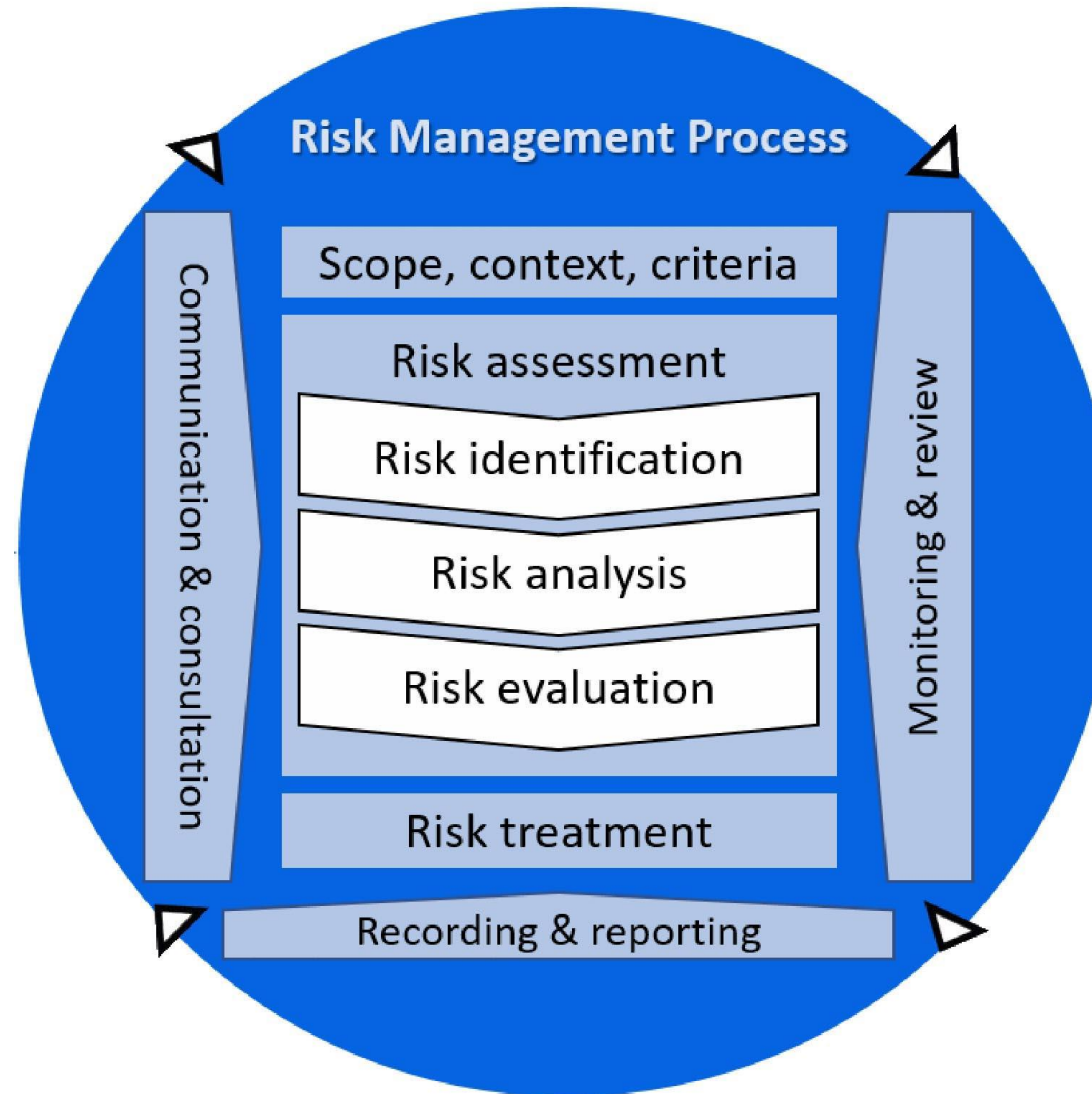 Risk Management Process
Communication & consultation
Scope, context, criteria
Risk assessment
Risk identification
Risk analysis
Risk evaluation
Risk treatment
Monitoring & review
Recording & reporting